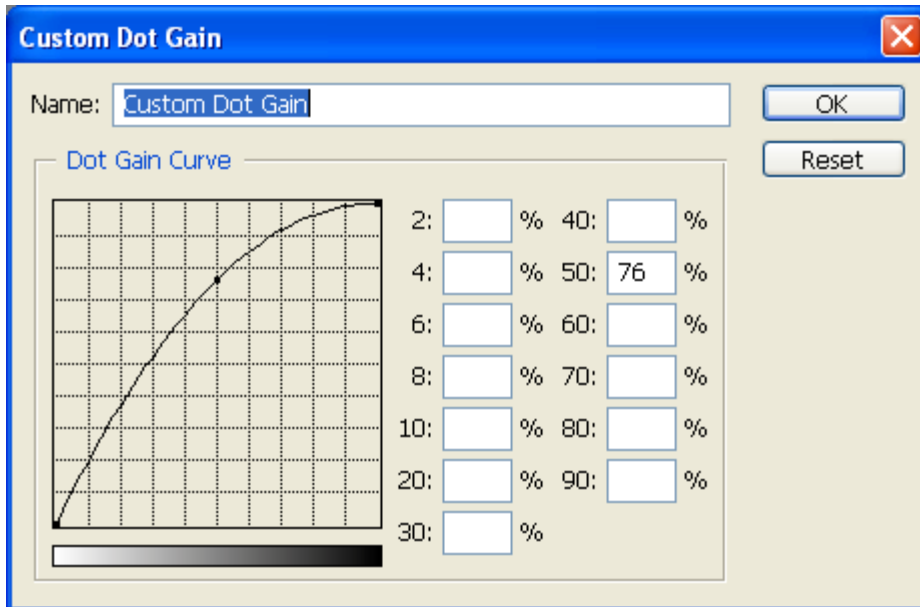 Custom Dot Gain
Name: Custom Dot Gain OK
Reset
Dot Gain Curve
2: % 40: %
4: % 50: 76 %
6: % 60: %
8: % 70: %
10: % 80: %
20: % 90: %
30: %